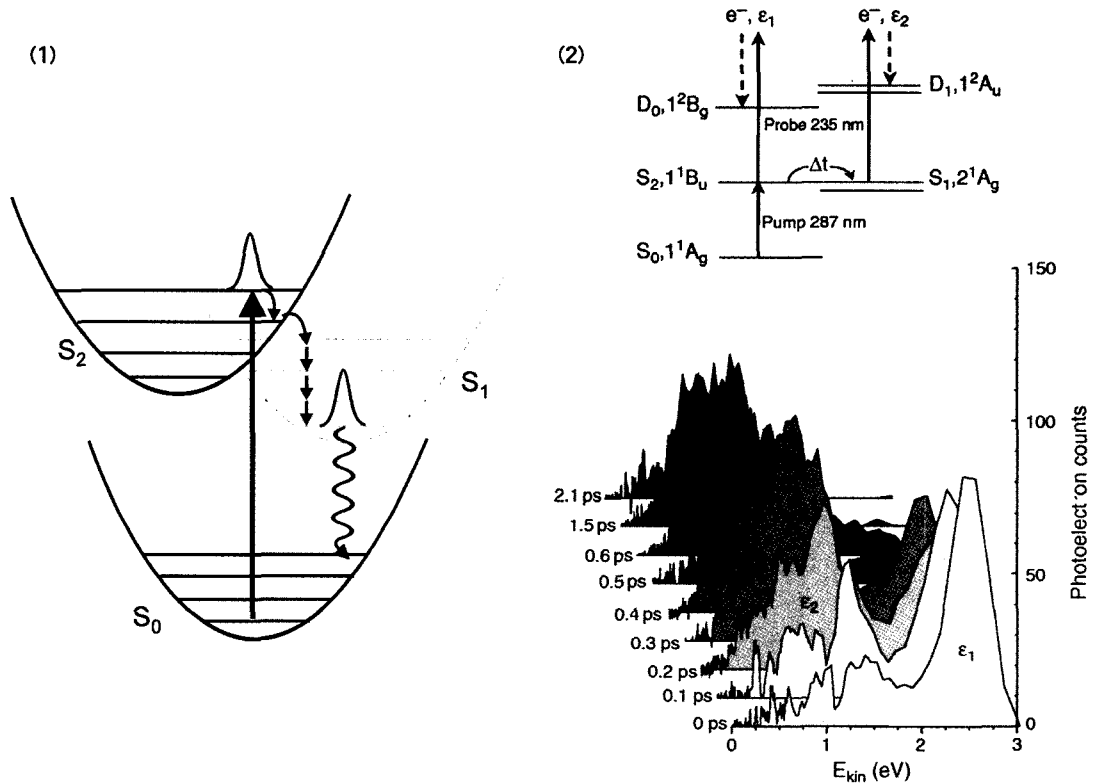 (1)
S₂
S₁
S₀
(2)
e⁻, ε₁
e⁻, ε₂
D₀,1²B_g
D₁,1²A_u
Probe 235 nm
S₂,1¹B_u
Δt
S₁,2¹A_g
Pump 287 nm
S₀,1¹A_g
150
100
50
0
Photoelect on counts
2.1 ps
1.5 ps
0.6 ps
0.5 ps
0.4 ps
0.3 ps
0.2 ps
0.1 ps
0 ps
ε₂
ε₁
0 1 2 3
E_kin (eV)